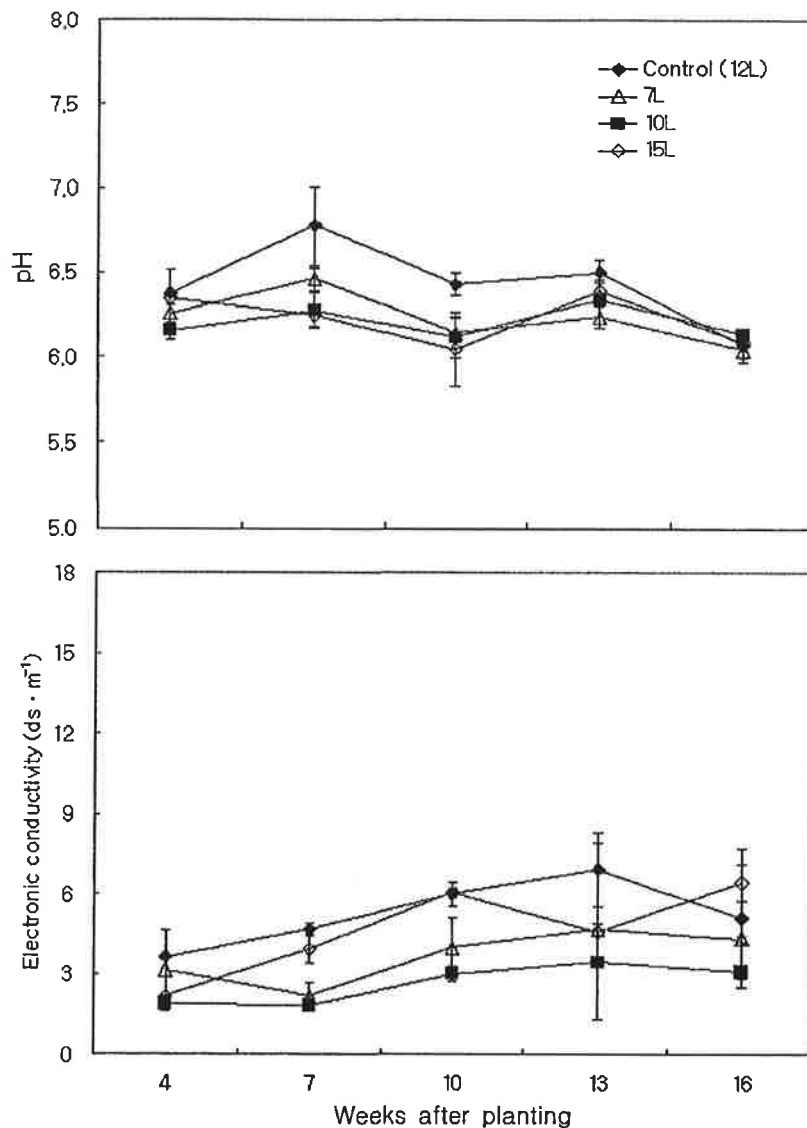 8.0
7.5
7.0
6.5
6.0
5.5
5.0
pH
Control (12L)
7L
10L
15L
18
15
12
9
6
3
0
Electronic conductivity (ds · m⁻¹)
4 7 10 13 16
Weeks after planting